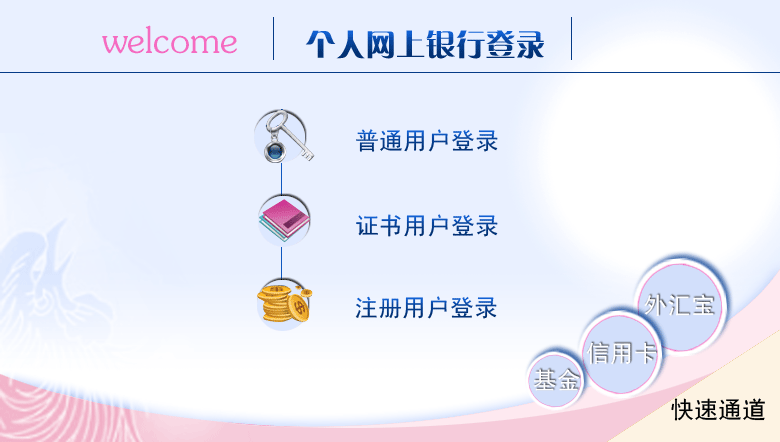 welcome
个人网上银行登录
普通用户登录
证书用户登录
注册用户登录
外汇宝
信用卡
基金
快速通道